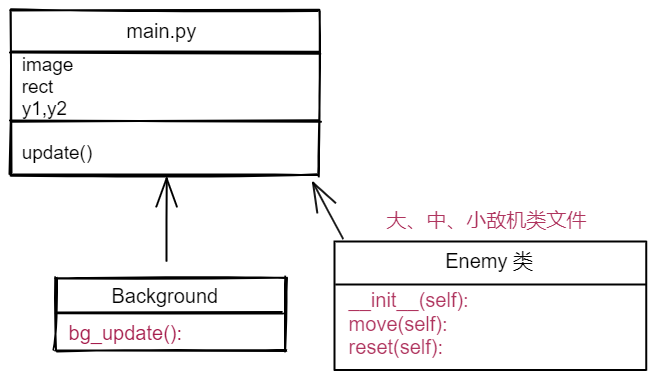 main.py
image
rect
y1,y2
update()
大、中、小敌机类文件
Enemy 类
__init__(self):
move(self):
reset(self):
Background
bg_update():